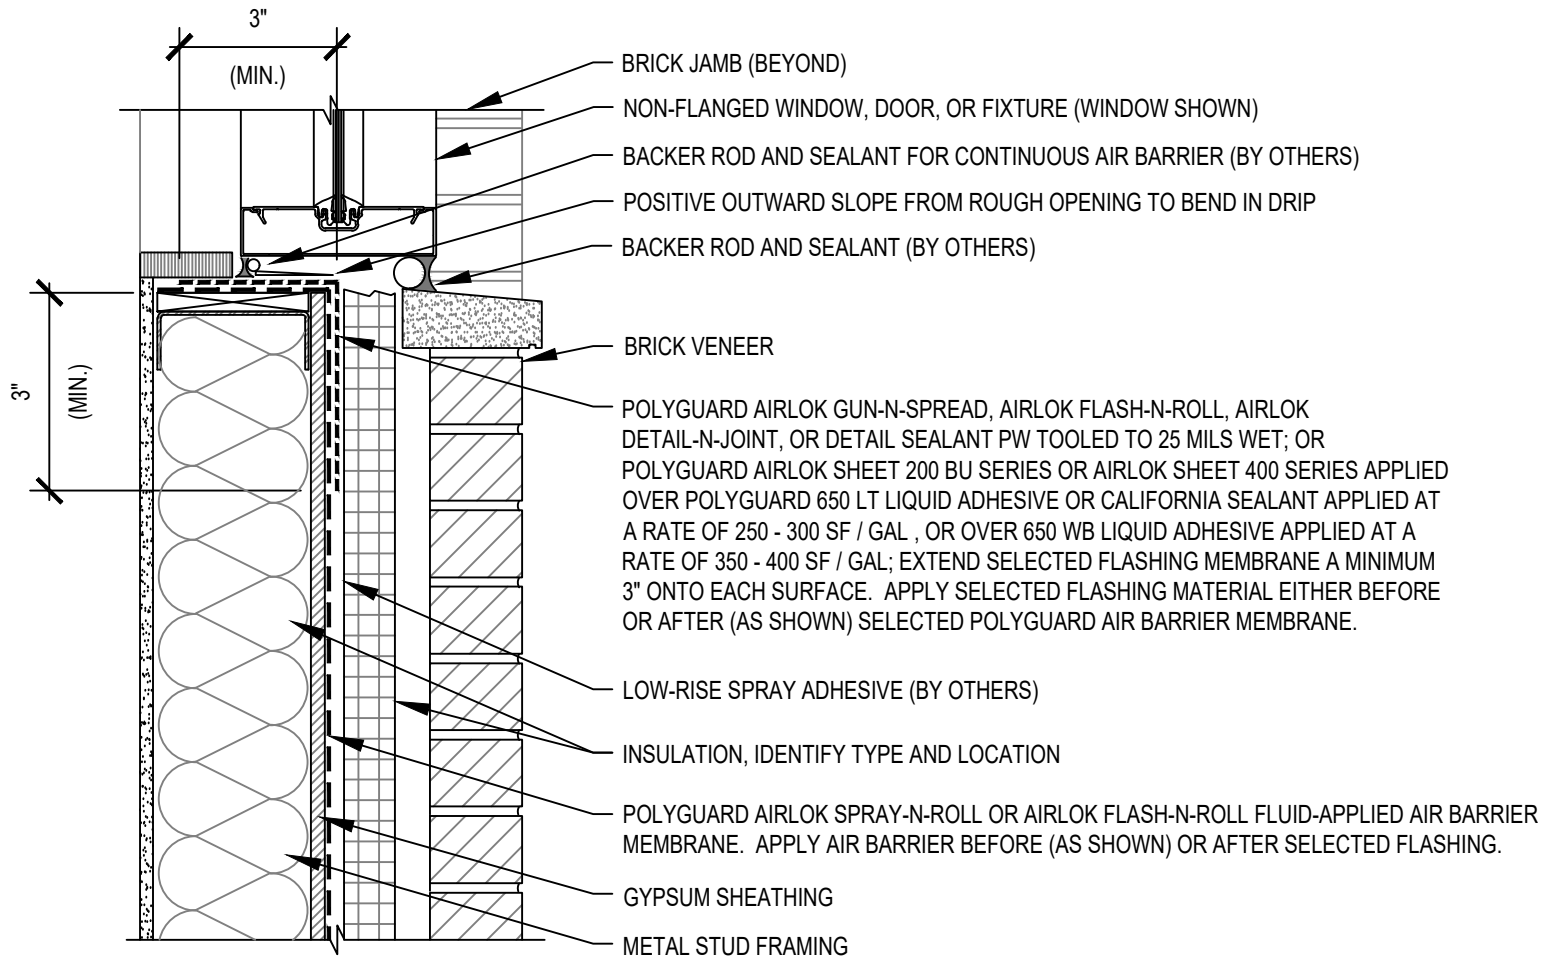 3"
(MIN.)
BRICK JAMB (BEYOND)
NON-FLANGED WINDOW, DOOR, OR FIXTURE (WINDOW SHOWN)
BACKER ROD AND SEALANT FOR CONTINUOUS AIR BARRIER (BY OTHERS)
POSITIVE OUTWARD SLOPE FROM ROUGH OPENING TO BEND IN DRIP
BACKER ROD AND SEALANT (BY OTHERS)
3"
(MIN.)
BRICK VENEER
POLYGUARD AIRLOK GUN-N-SPREAD, AIRLOK FLASH-N-ROLL, AIRLOK
DETAIL-N-JOINT, OR DETAIL SEALANT PW TOOLED TO 25 MILS WET; OR
POLYGUARD AIRLOK SHEET 200 BU SERIES OR AIRLOK SHEET 400 SERIES APPLIED
OVER POLYGUARD 650 LT LIQUID ADHESIVE OR CALIFORNIA SEALANT APPLIED AT
A RATE OF 250 - 300 SF / GAL , OR OVER 650 WB LIQUID ADHESIVE APPLIED AT A
RATE OF 350 - 400 SF / GAL; EXTEND SELECTED FLASHING MEMBRANE A MINIMUM
3" ONTO EACH SURFACE.  APPLY SELECTED FLASHING MATERIAL EITHER BEFORE
OR AFTER (AS SHOWN) SELECTED POLYGUARD AIR BARRIER MEMBRANE.
LOW-RISE SPRAY ADHESIVE (BY OTHERS)
INSULATION, IDENTIFY TYPE AND LOCATION
POLYGUARD AIRLOK SPRAY-N-ROLL OR AIRLOK FLASH-N-ROLL FLUID-APPLIED AIR BARRIER
MEMBRANE.  APPLY AIR BARRIER BEFORE (AS SHOWN) OR AFTER SELECTED FLASHING.
GYPSUM SHEATHING
METAL STUD FRAMING